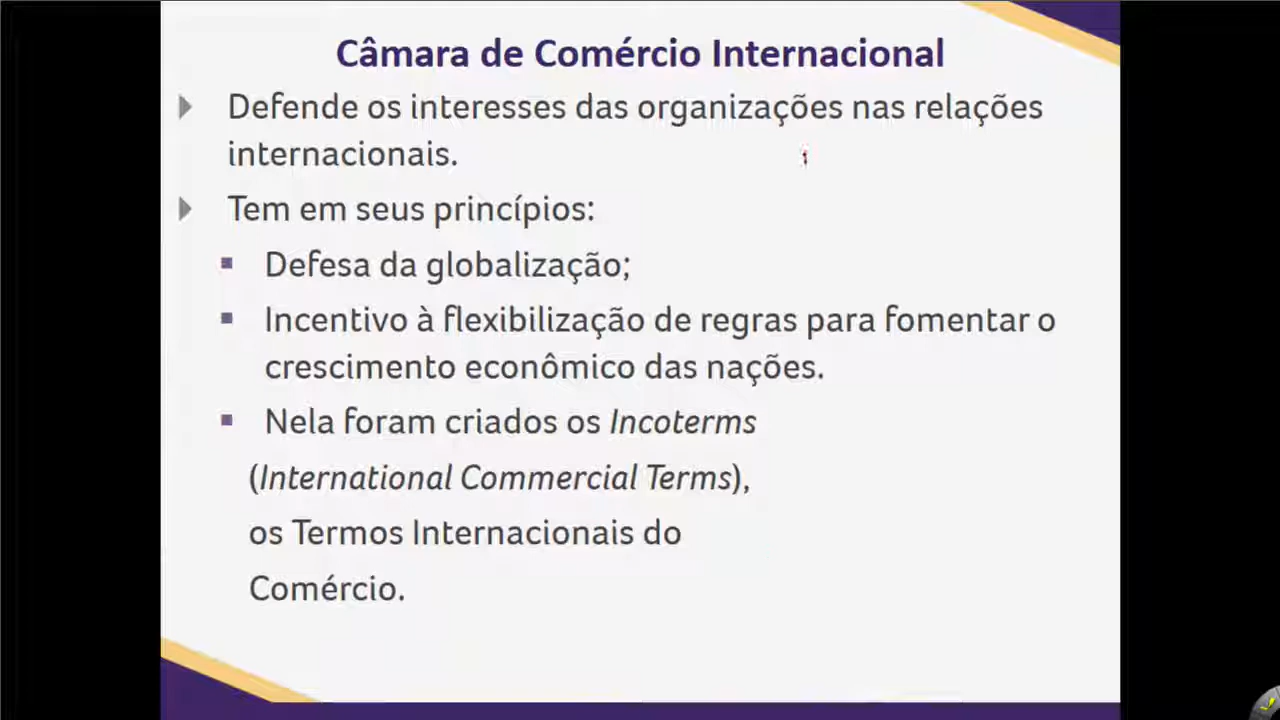 Câmara de Comércio Internacional
Defende os interesses das organizações nas relações
internacionais.
Tem em seus princípios:
Defesa da globalização;
Incentivo à flexibilização de regras para fomentar o
crescimento econômico das nações.
Nela foram criados os Incoterms
(International Commercial Terms),
os Termos Internacionais do
Comércio.